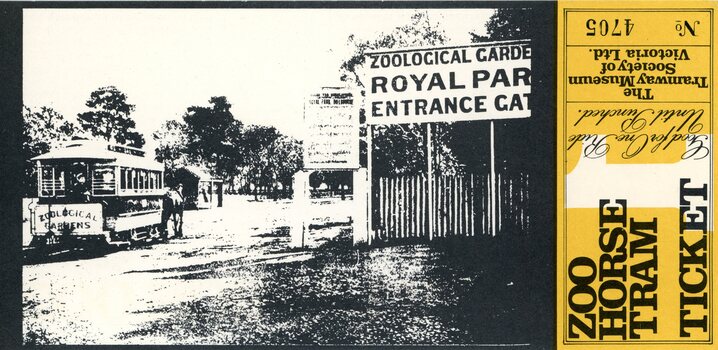 ZOOLOGICAL GARDE
ROYAL PAR
ENTRANCE GAT
ZOOLOGICAL
GARDENS
No 4705
The
Tramway Museum
Society of
Victoria Ltd.
Good for One Ride
Until Punched.
ZOO
HORSE
TRAM
TICKET